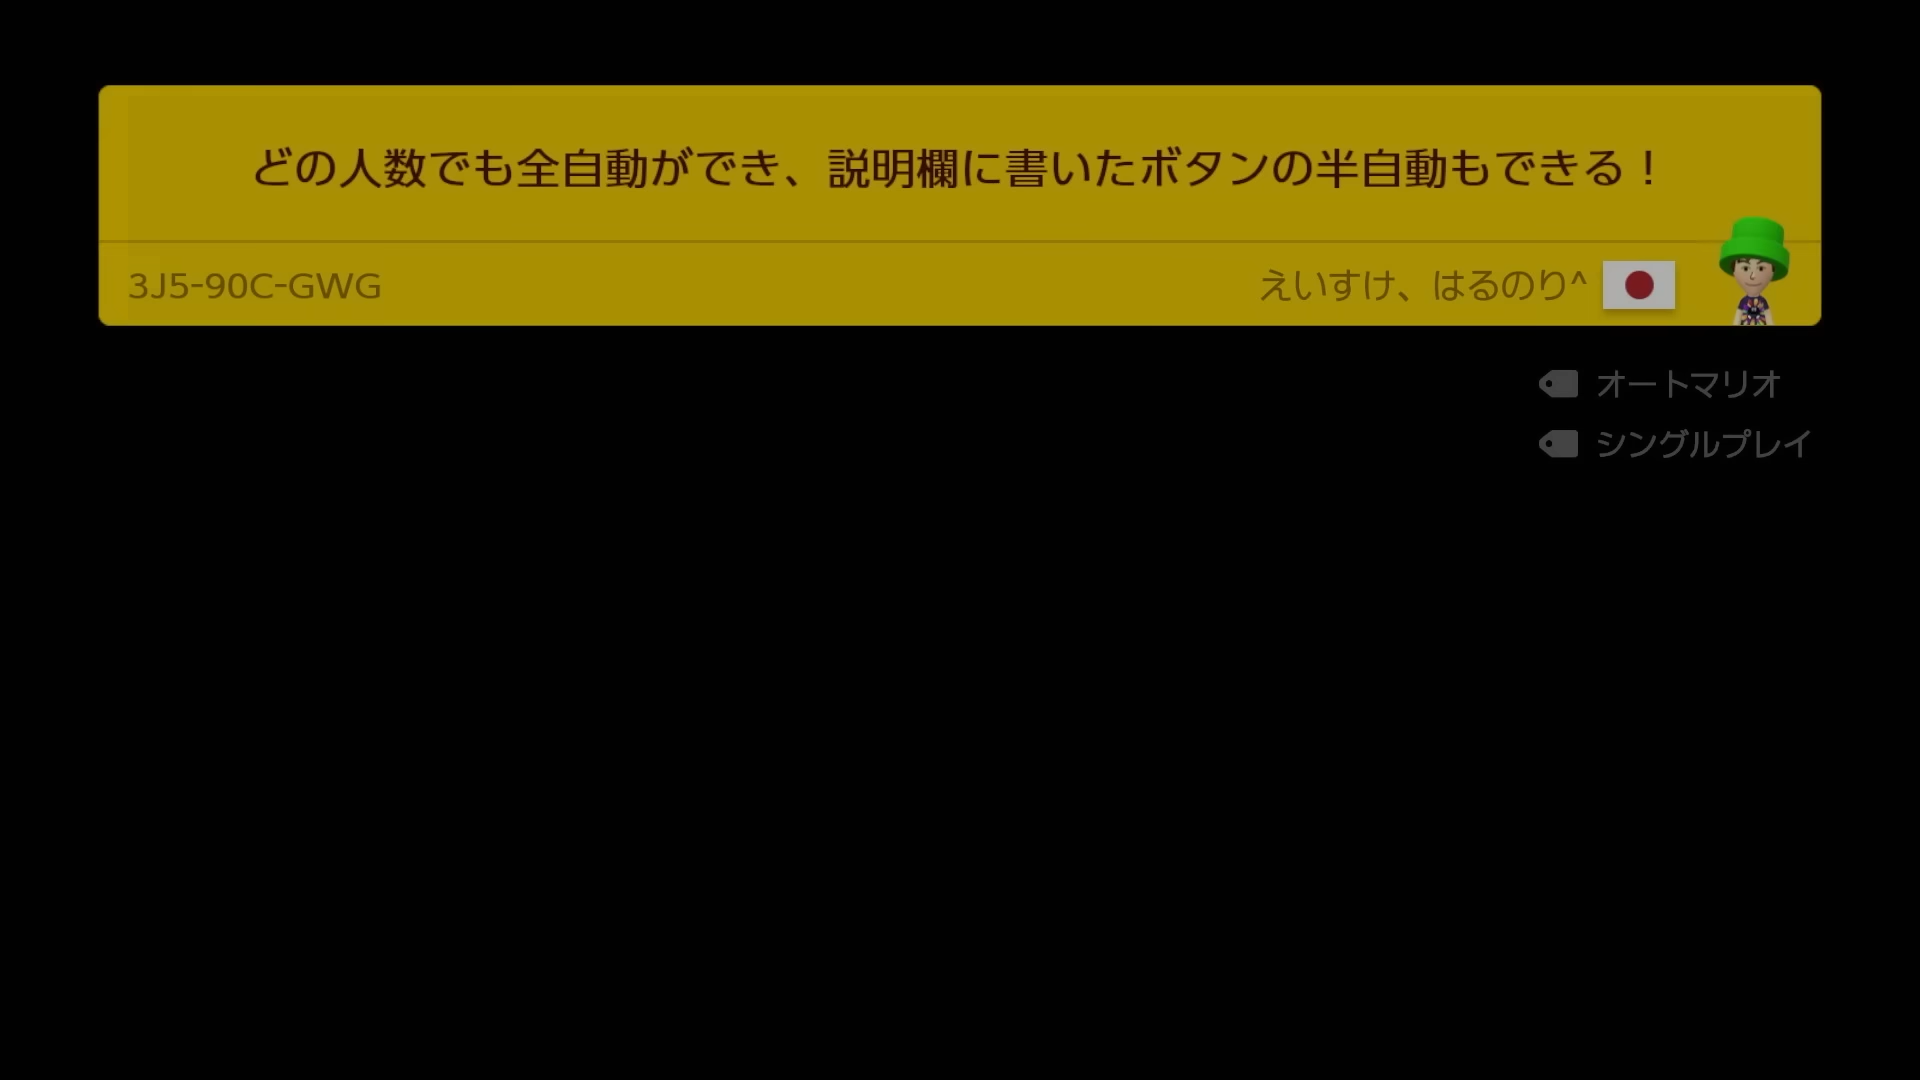 どの人数でも全自動ができ、説明欄に書いたボタンの半自動もできる！
3J5-90C-GWG
えいすけ、はるのり^
オートマリオ
シングルプレイ